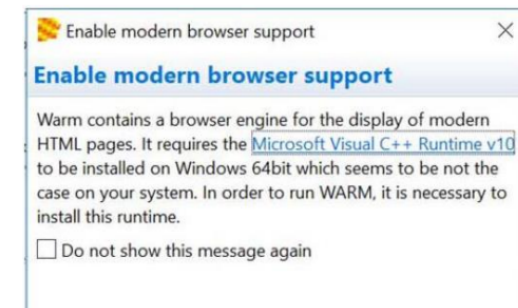 Enable modern browser support
Enable modern browser support
Warm contains a browser engine for the display of modern
HTML pages. It requires the Microsoft Visual C++ Runtime v10
to be installed on Windows 64bit which seems to be not the
case on your system. In order to run WARM, it is necessary to
install this runtime.
Do not show this message again